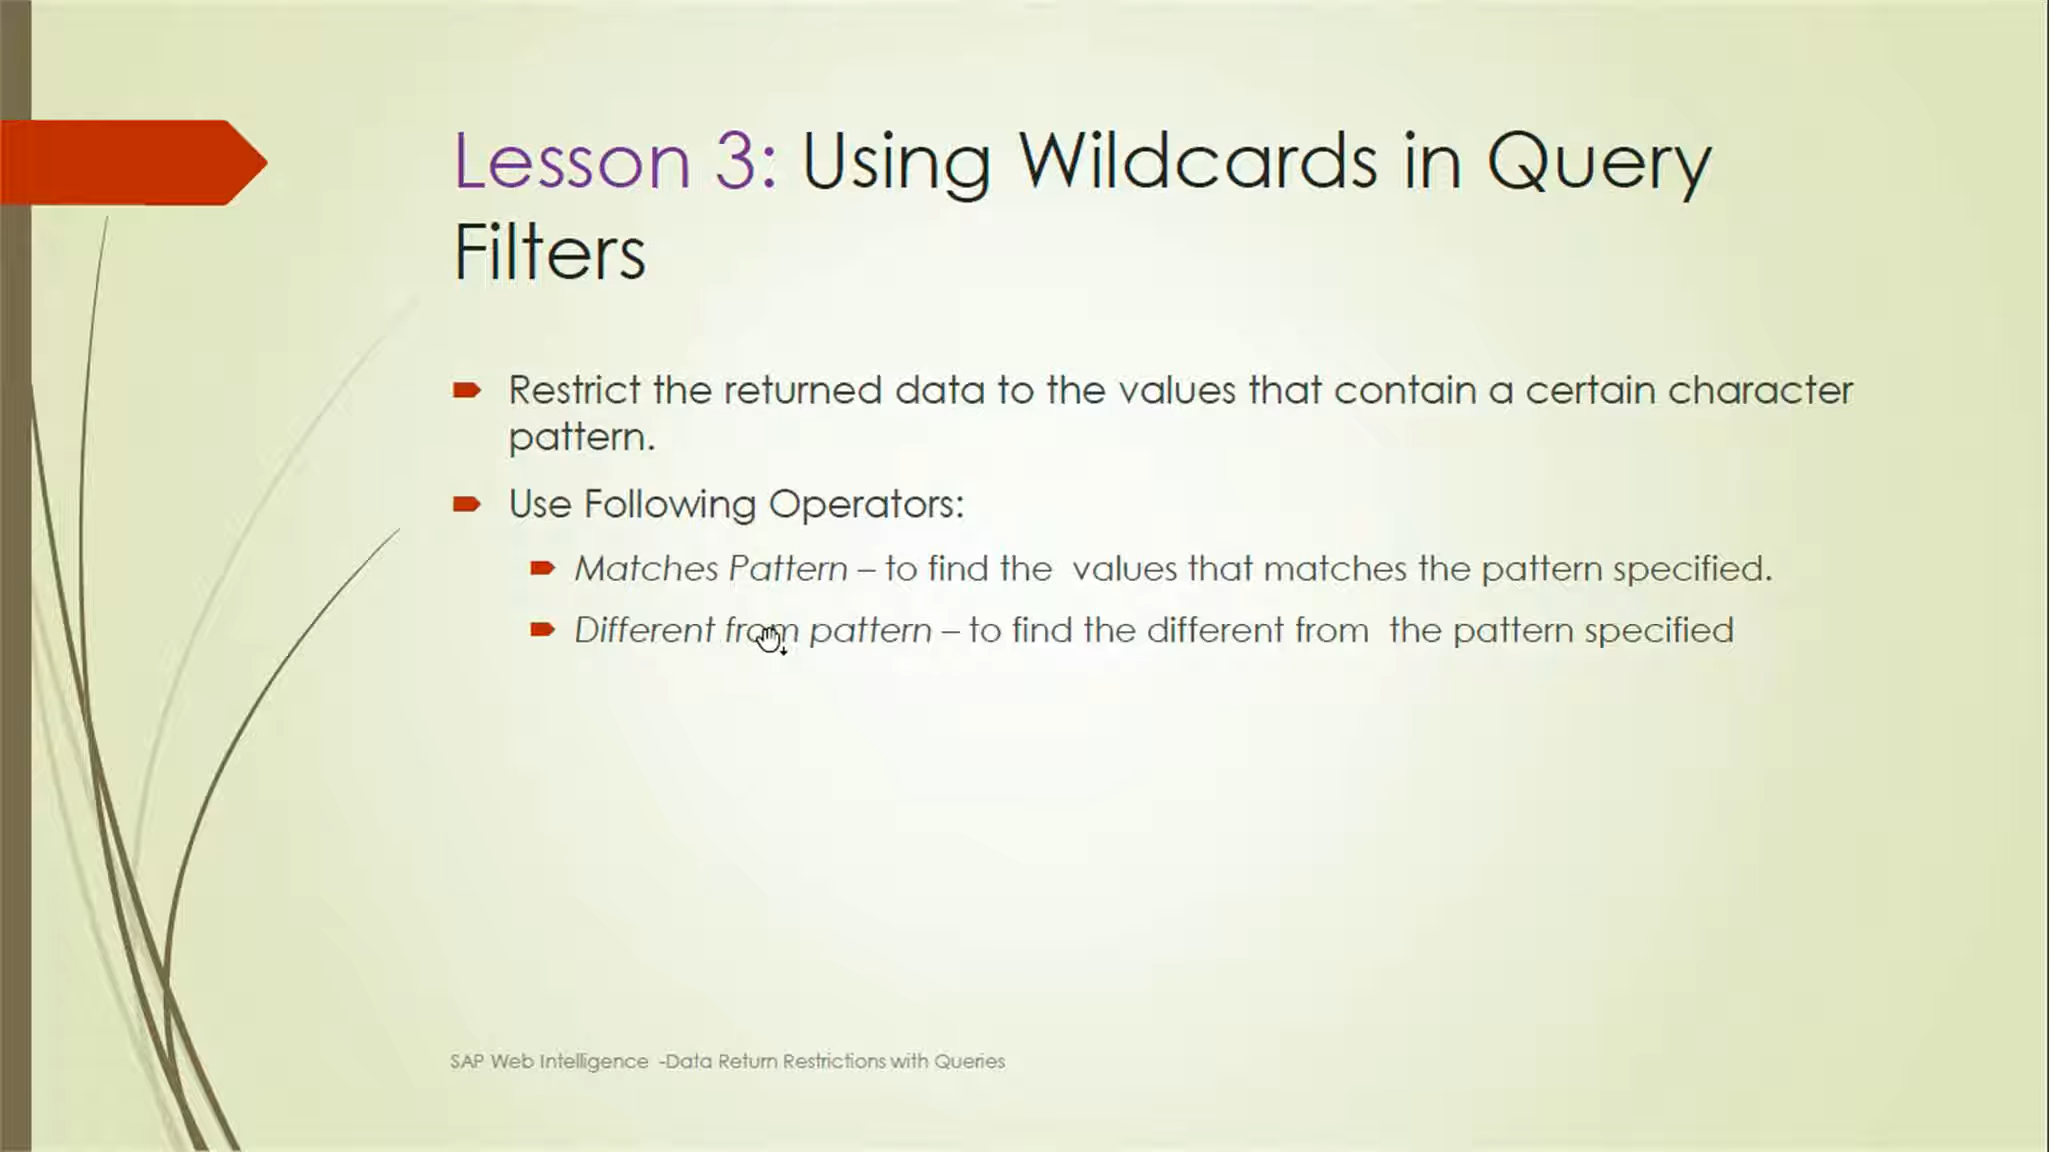 Lesson 3: Using Wildcards in Query
Filters
Restrict the returned data to the values that contain a certain character
pattern.
Use Following Operators:
Matches Pattern – to find the values that matches the pattern specified.
Different from pattern – to find the different from the pattern specified
SAP Web Intelligence -Data Return Restrictions with Queries